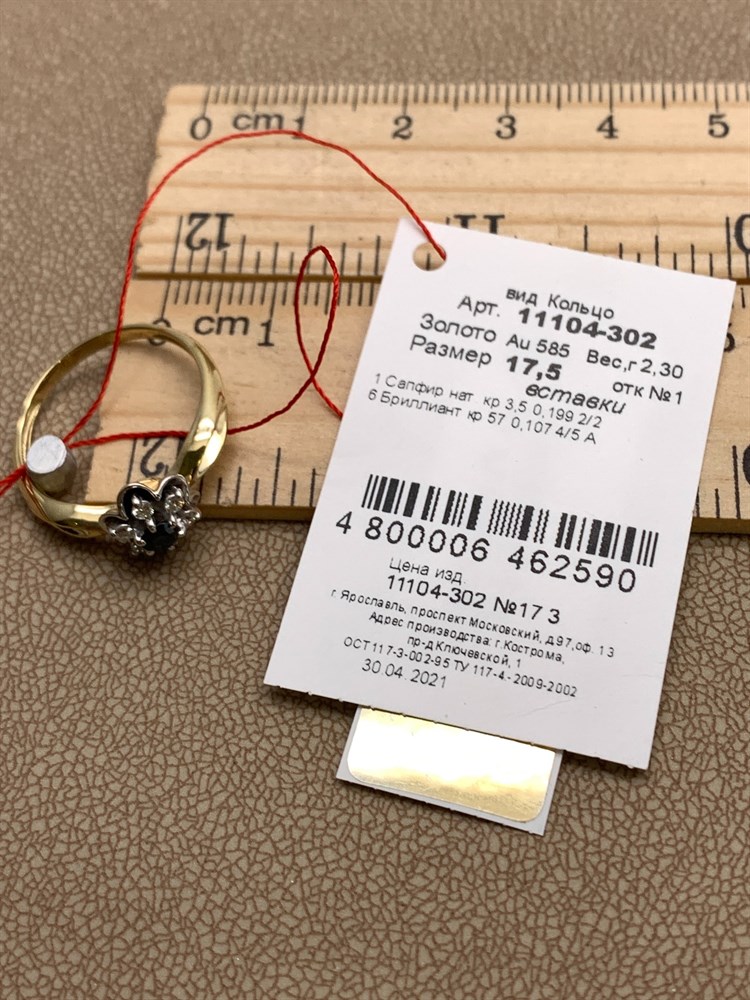 0 cm 1 2 3 4 5
12 11
cm 1
12
вид Кольцо
Арт. 11104-302
Золото Au 585 Вес,г 2,30
Размер 17,5 отк №1
вставки
1 Сапфир нат кр 3,5 0,199 2/2
6 Бриллиант кр 57 0,107 4/5 А
4 800006 462590
Цена изд.
11104-302 №17 3
г. Ярославль, проспект Московский, д.97,оф. 13
Адрес производства: г.Кострома,
пр-д Ключевской, 1
ОСТ 117-3-002-95 ТУ 117-4-2009-2002
30.04.2021